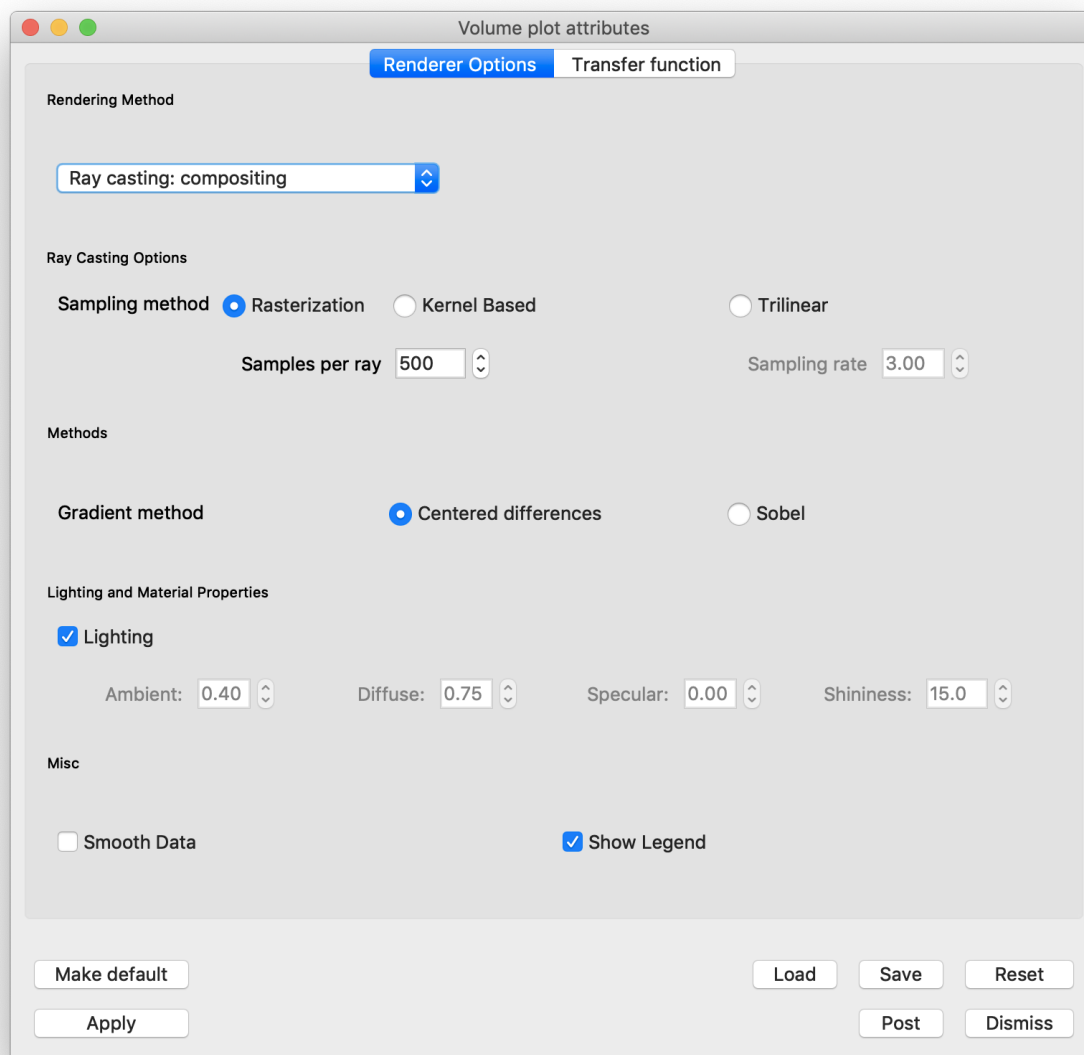 Volume plot attributes
Renderer Options Transfer function
Rendering Method
Ray casting: compositing
Ray Casting Options
Sampling method Rasterization Kernel Based Trilinear
Samples per ray 500 Sampling rate 3.00
Methods
Gradient method Centered differences Sobel
Lighting and Material Properties
Lighting
Ambient: 0.40 Diffuse: 0.75 Specular: 0.00 Shininess: 15.0
Misc
Smooth Data Show Legend
Make default Load Save Reset
Apply Post Dismiss